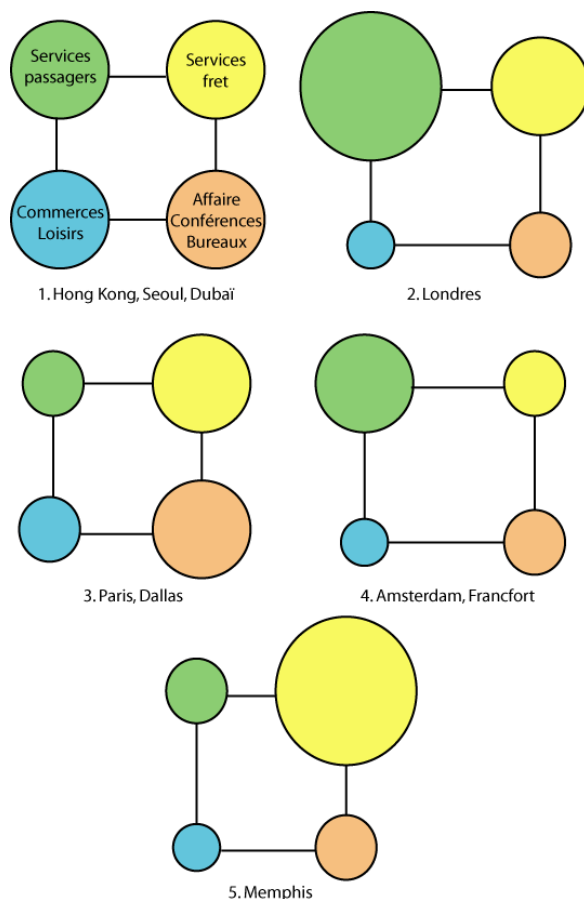 Services
passagers
Services
fret
Commerces
Loisirs
Affaire
Conférences
Bureaux
1. Hong Kong, Seoul, Dubaï
2. Londres
3. Paris, Dallas
4. Amsterdam, Francfort
5. Memphis